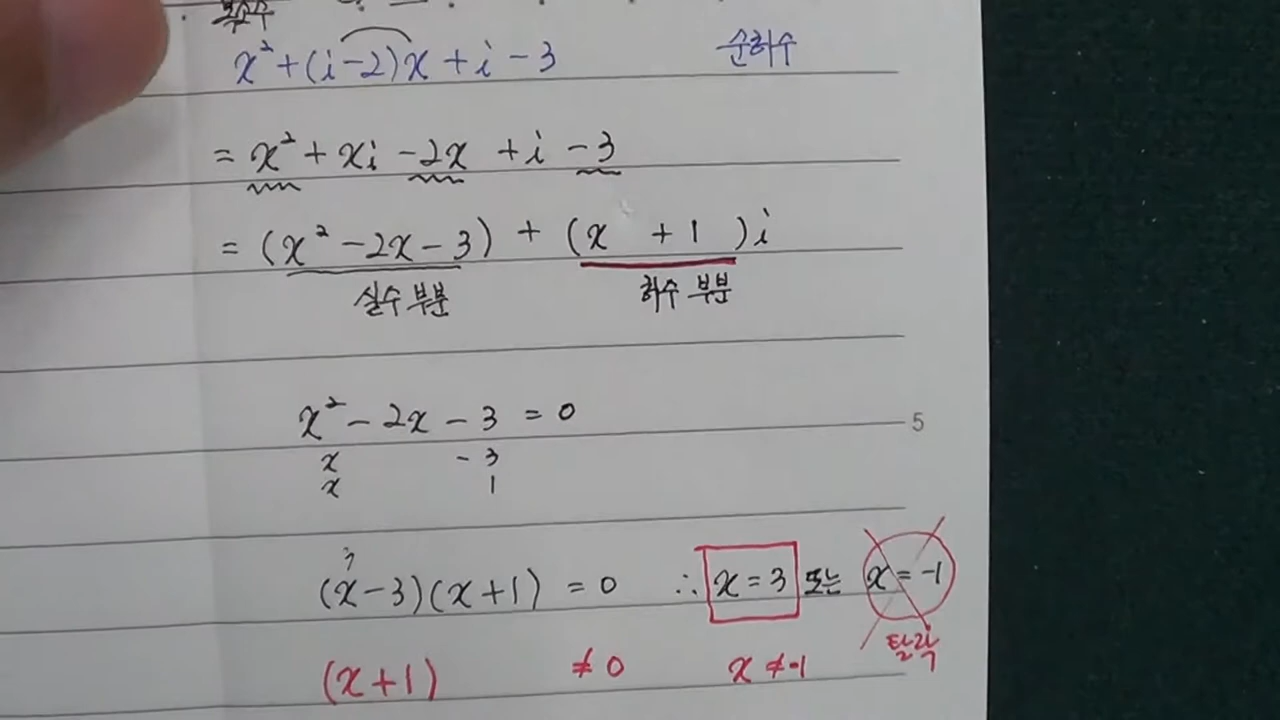 x² + (i - 2)x + i - 3 순허수
= x² + xi - 2x + i - 3
= (x² - 2x - 3) + (x + 1)i
실수 부분 허수 부분
x² - 2x - 3 = 0
5
x - 3
x 1
3
(x - 3)(x + 1) = 0 ∴ x = 3 또는 x = -1
탈락
(x + 1) ≠ 0 x ≠ -1